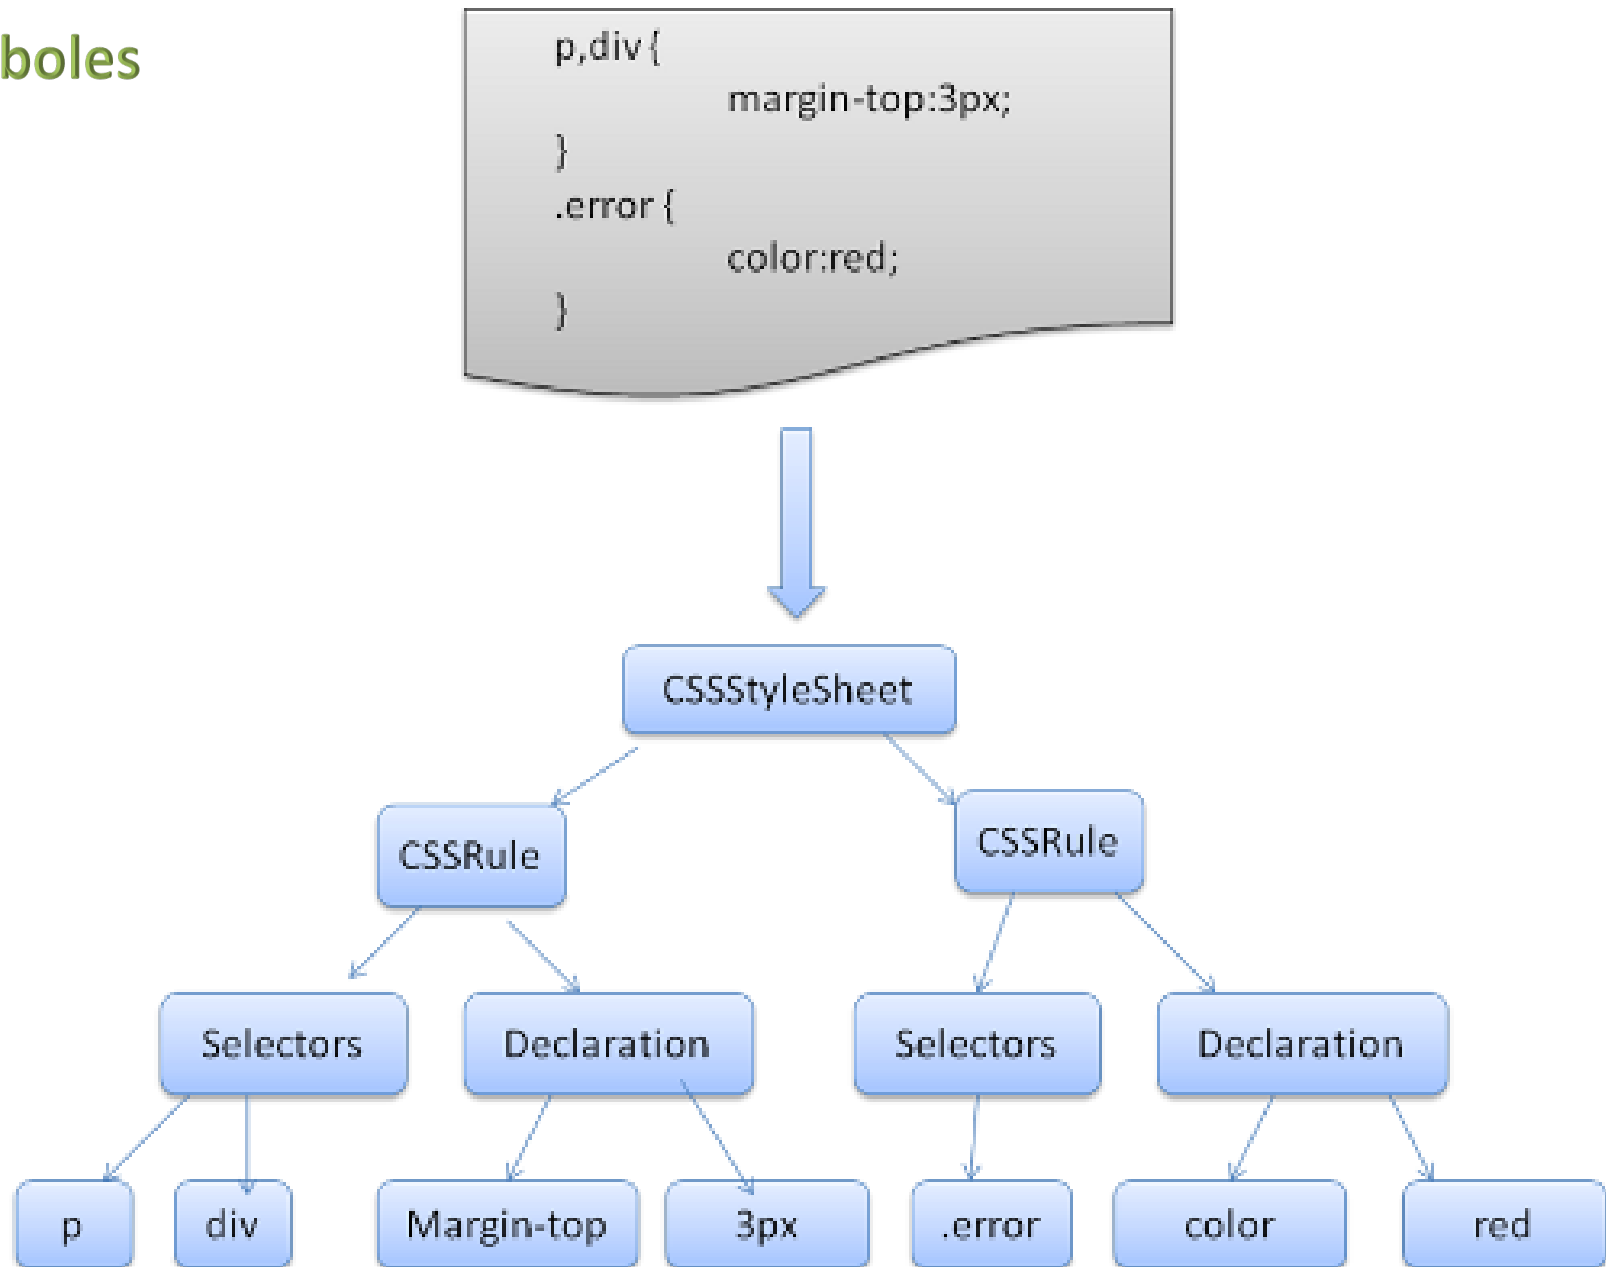 boles
p,div {
margin-top:3px;
}
.error {
color:red;
}
CSSStyleSheet
CSSRule
CSSRule
Selectors
Declaration
Selectors
Declaration
p
div
Margin-top
3px
.error
color
red